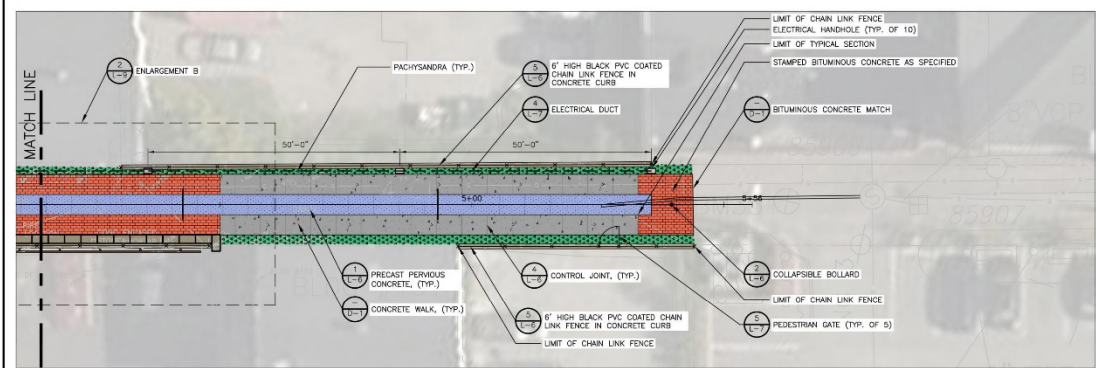 LIMIT OF CHAIN LINK FENCE
ELECTRICAL HANDHOLE (TYP. OF 10)
LIMIT OF TYPICAL SECTION
STAMPED BITUMINOUS CONCRETE AS SPECIFIED
2
L-9
ENLARGEMENT B
PACHYSANDRA (TYP.)
5
L-6
6' HIGH BLACK PVC COATED
CHAIN LINK FENCE IN
CONCRETE CURB
4
L-7
ELECTRICAL DUCT
–
D-1
BITUMINOUS CONCRETE MATCH
MATCH LINE
50'-0"
50'-0"
5+00
5+56
85907
1
L-6
PRECAST PERVIOUS
CONCRETE, (TYP.)
4
L-6
CONTROL JOINT, (TYP.)
2
L-6
COLLAPSIBLE BOLLARD
–
D-1
CONCRETE WALK, (TYP.)
5
L-6
6' HIGH BLACK PVC COATED CHAIN
LINK FENCE IN CONCRETE CURB
LIMIT OF CHAIN LINK FENCE
LIMIT OF CHAIN LINK FENCE
5
L-7
PEDESTRIAN GATE (TYP. OF 5)